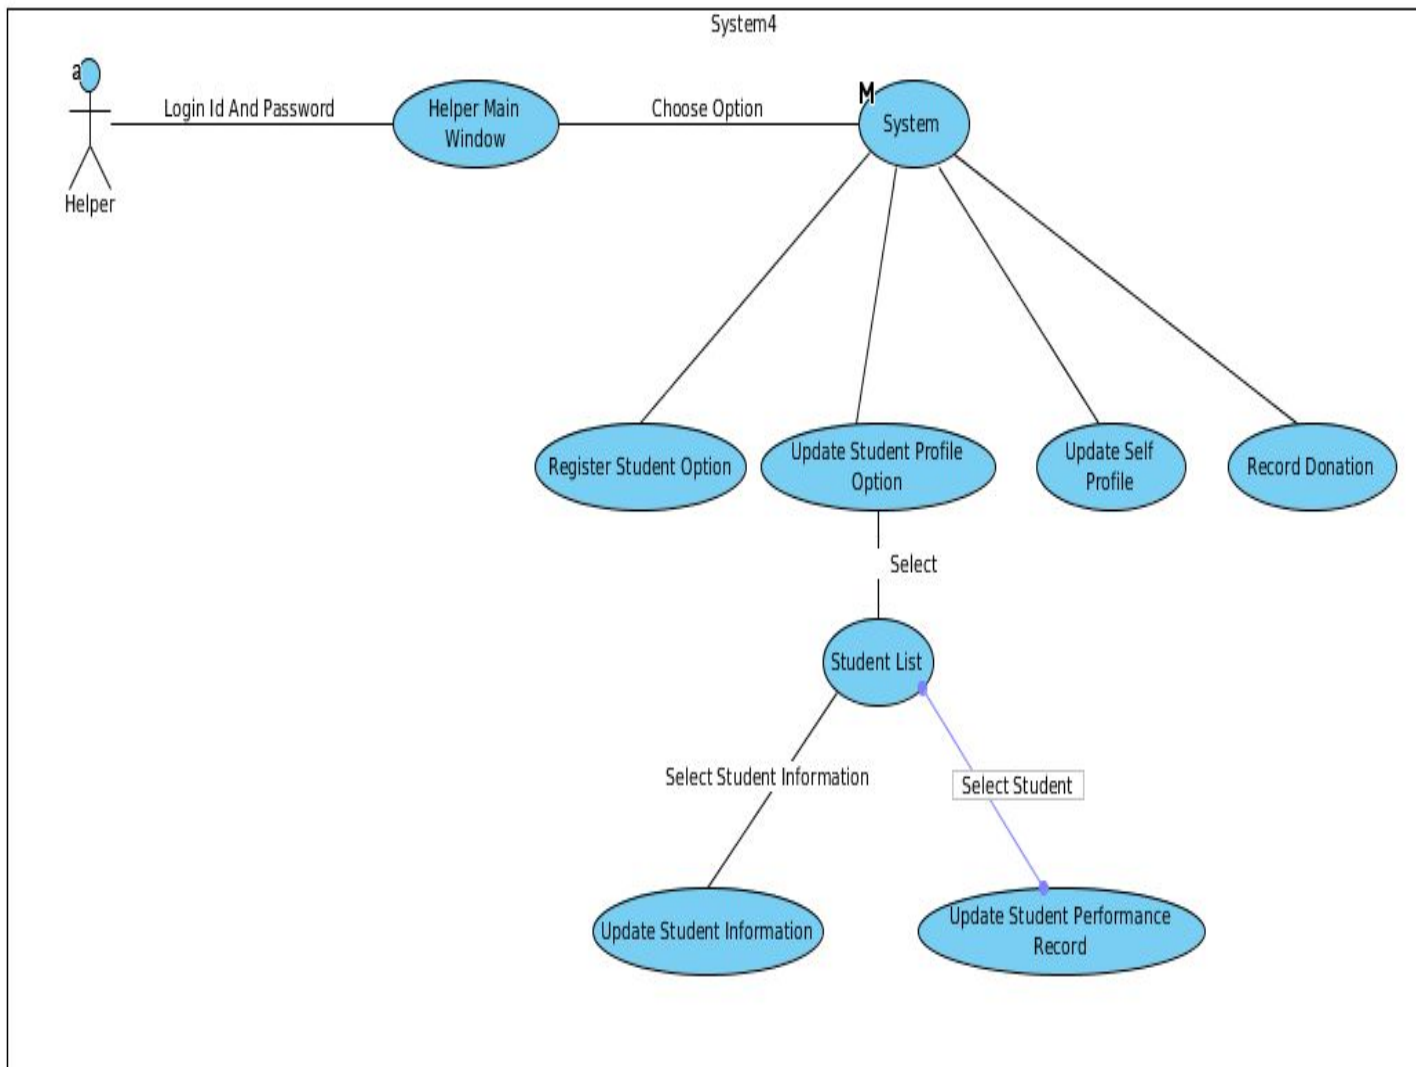 System4
a
Login Id And Password
Helper Main
Window
Choose Option
M
System
Helper
Register Student Option
Update Student Profile
Option
Update Self
Profile
Record Donation
Select
Student List
Select Student Information
Select Student
Update Student Information
Update Student Performance
Record